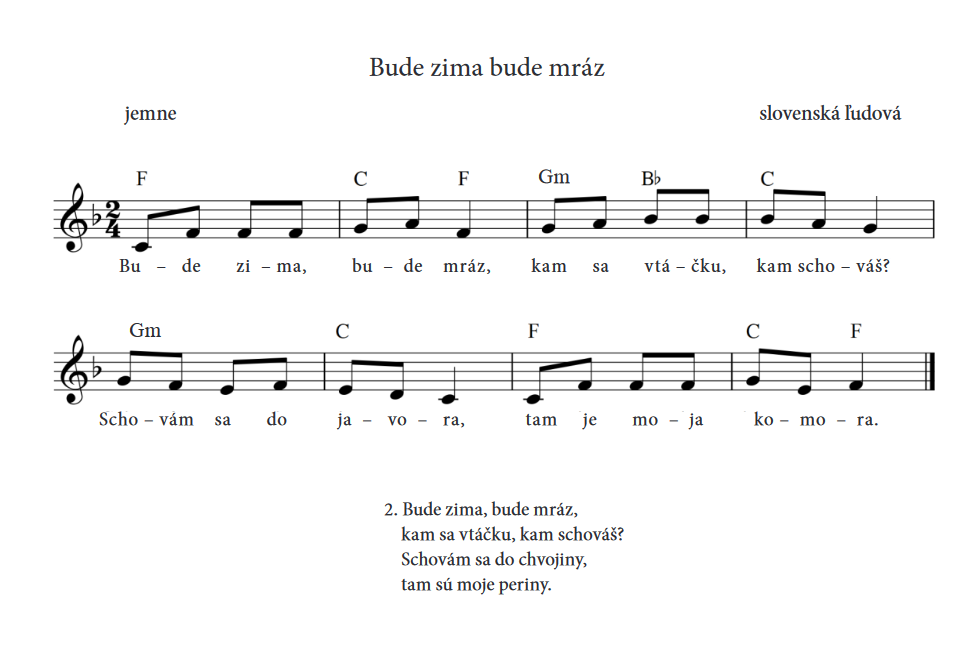 Bude zima bude mráz
jemne
slovenská ľudová
F C F Gm B♭ C
2
4
Bu – de zi – ma, bu – de mráz, kam sa vtá – čku, kam scho – váš?
Gm C F C F
Scho – vám sa do ja – vo – ra, tam je mo – ja ko – mo – ra.
2. Bude zima, bude mráz,
kam sa vtáčku, kam schováš?
Schovám sa do chvojiny,
tam sú moje periny.